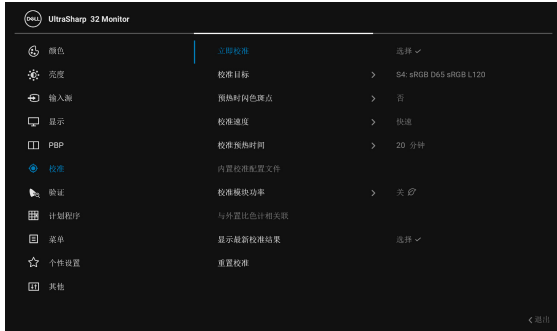 DELL UltraSharp 32 Monitor
颜色 立即校准 选择
亮度 校准目标 S4: sRGB D65 sRGB L120
输入源 预热时闪色斑点 否
显示 校准速度 快速
PBP 校准预热时间 20 分钟
校准 内置校准配置文件
验证 校准模块功率 关
计划程序 与外置比色计相关联
菜单 显示最新校准结果 选择
个性设置 重置校准
其他
退出